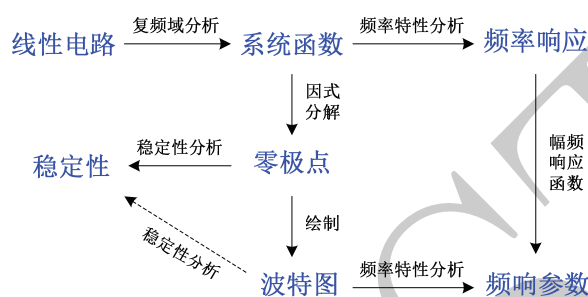 线性电路
复频域分析
系统函数
频率特性分析
频率响应
因式
分解
幅频
响应
函数
稳定性
稳定性分析
零极点
绘制
稳定性分析
波特图
频率特性分析
频响参数